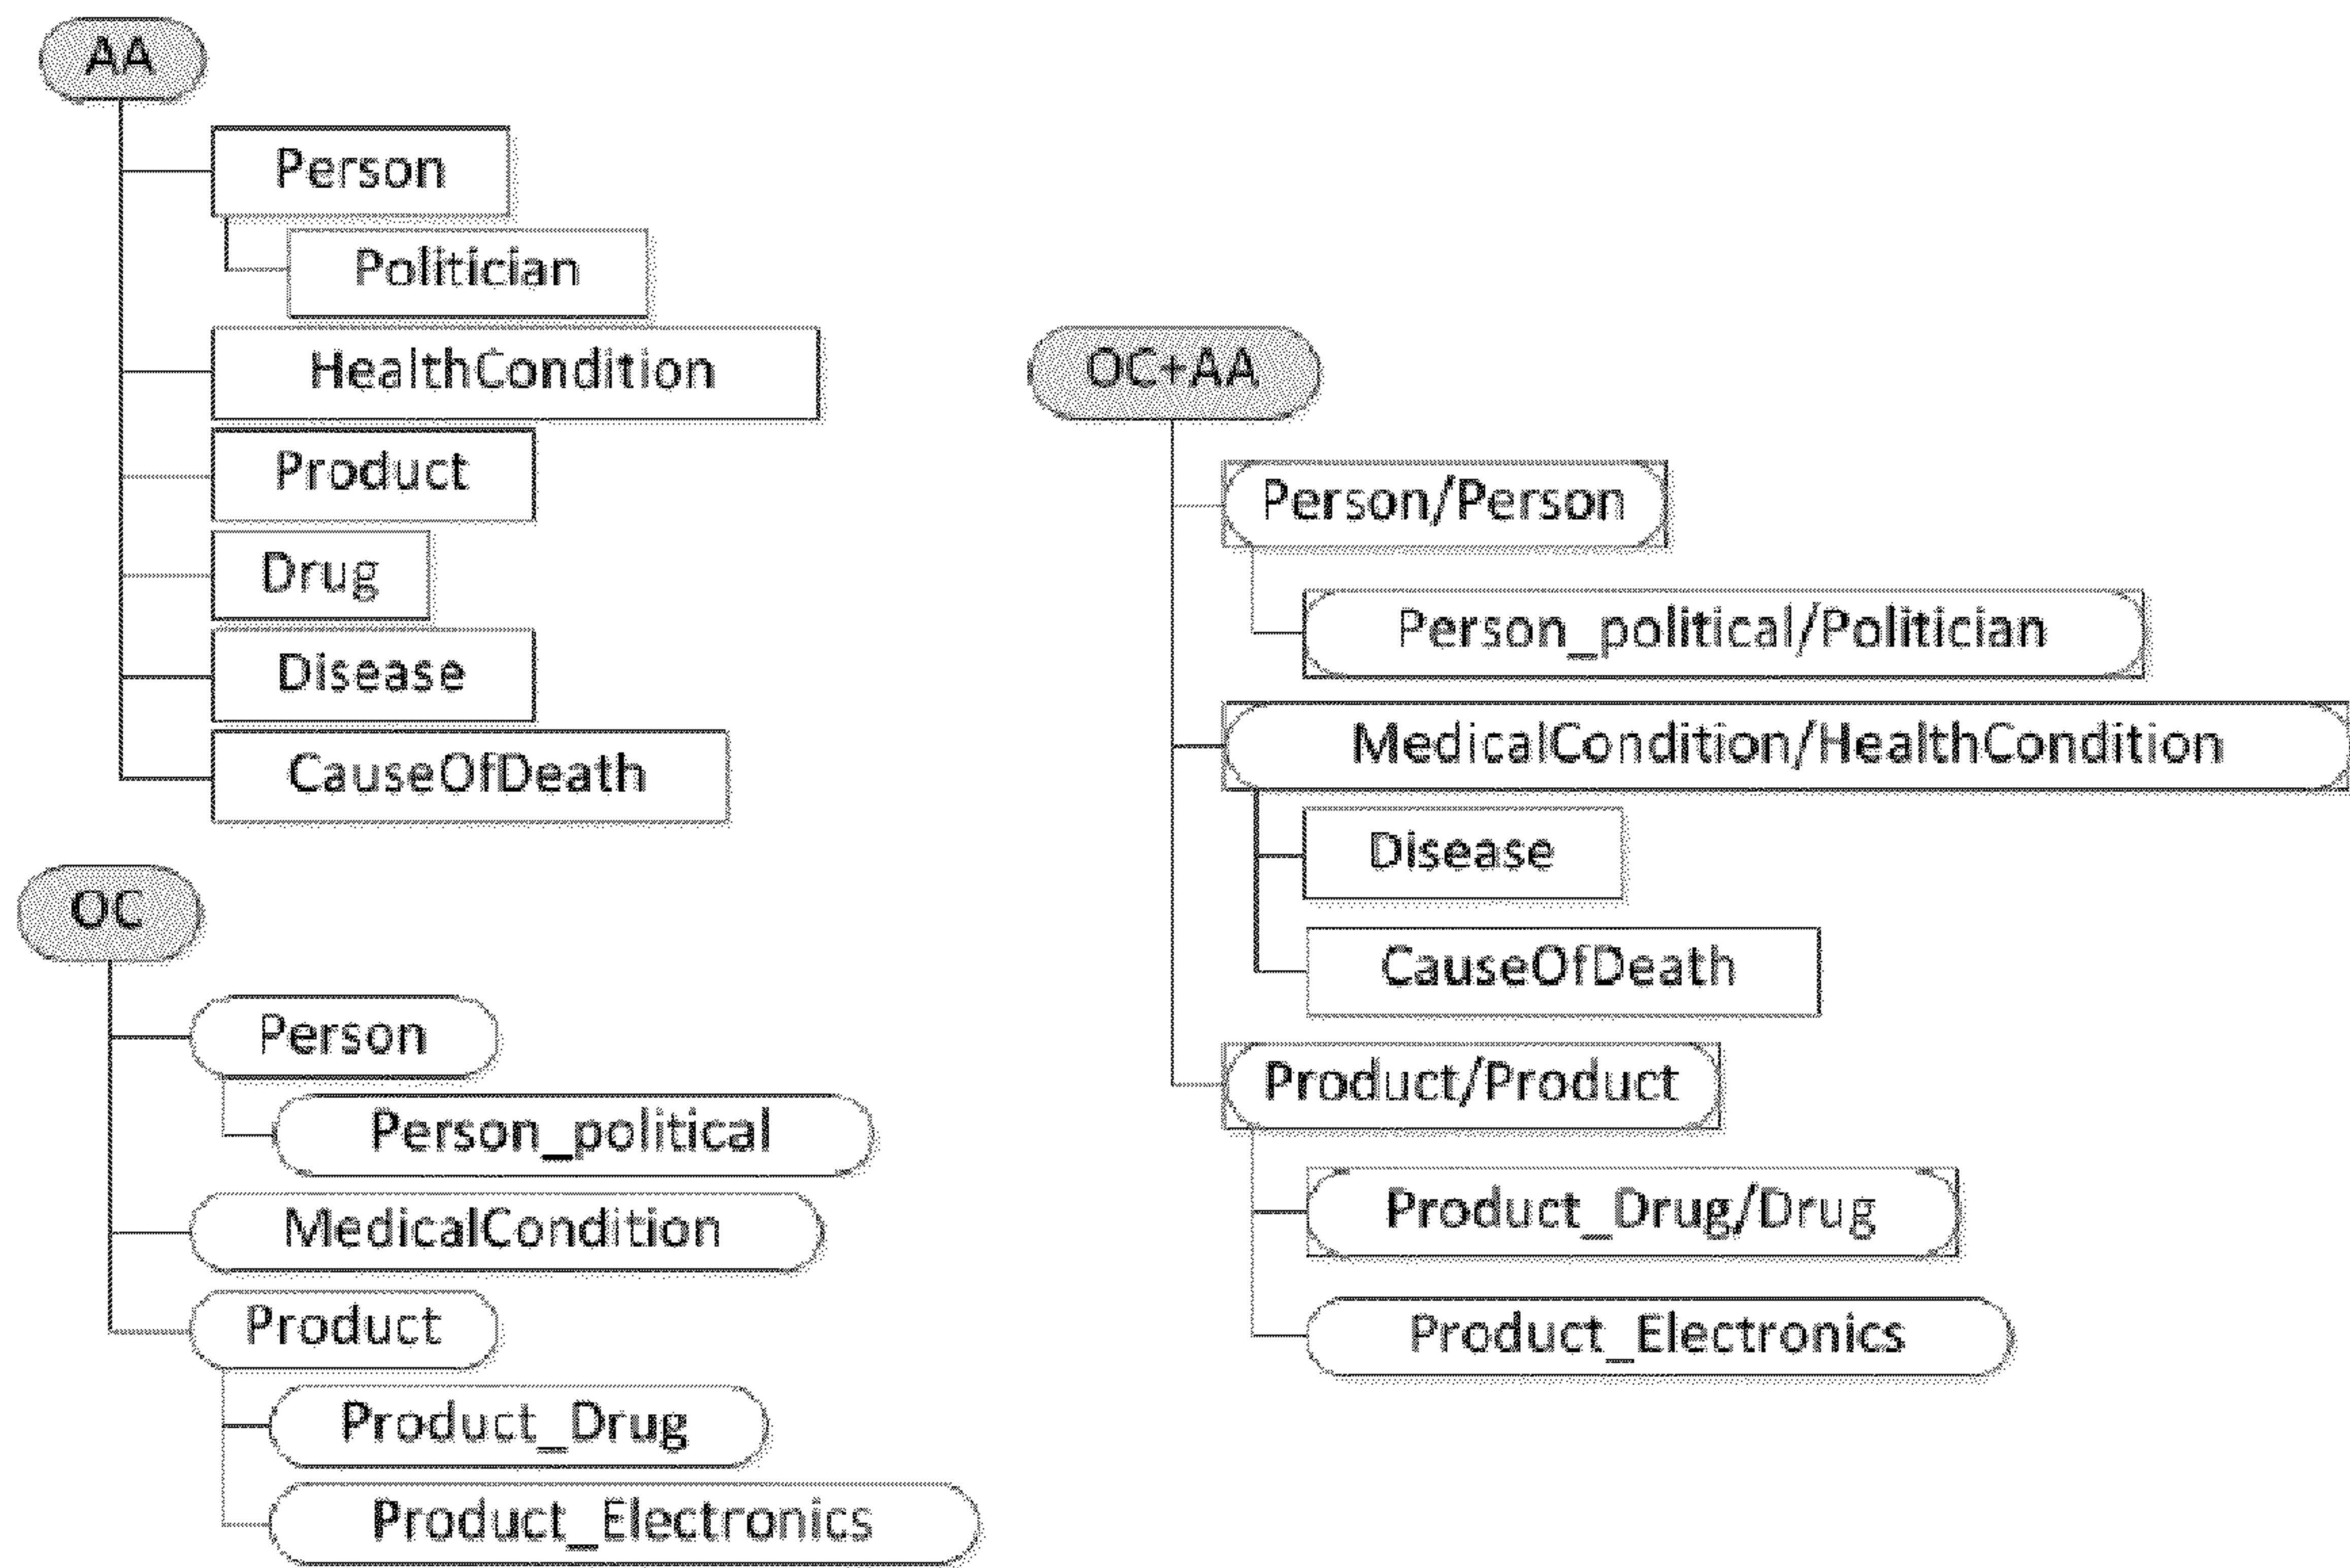 AA
Person
Politician
HealthCondition
Product
Drug
Disease
CauseOfDeath
OC
Person
Person_political
MedicalCondition
Product
Product_Drug
Product_Electronics
OC+AA
Person/Person
Person_political/Politician
MedicalCondition/HealthCondition
Disease
CauseOfDeath
Product/Product
Product_Drug/Drug
Product_Electronics